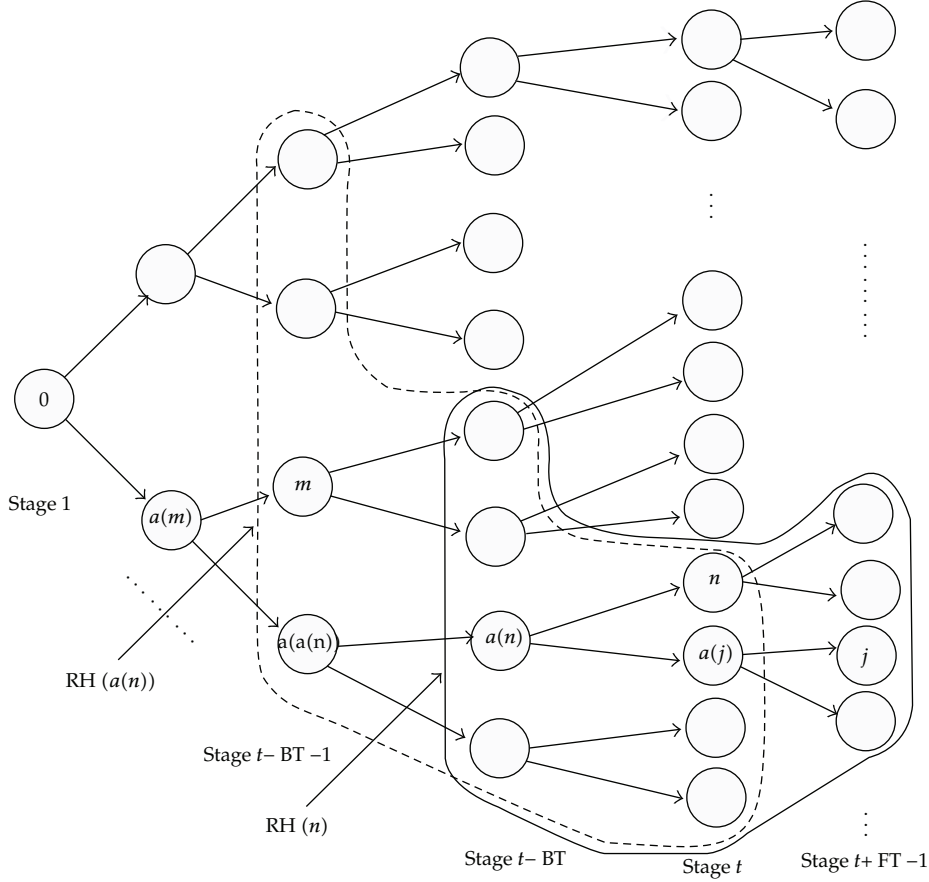 0
Stage 1
a(m)
m
a(a(n))
a(n)
n
a(j)
j
RH (a(n))
Stage t− BT −1
RH (n)
Stage t− BT
Stage t
Stage t+ FT −1